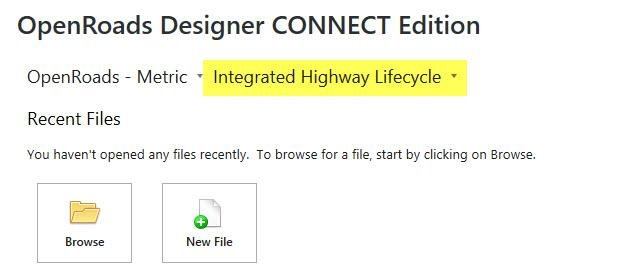 OpenRoads Designer CONNECT Edition
OpenRoads - Metric Integrated Highway Lifecycle
Recent Files
You haven't opened any files recently. To browse for a file, start by clicking on Browse.
Browse New File